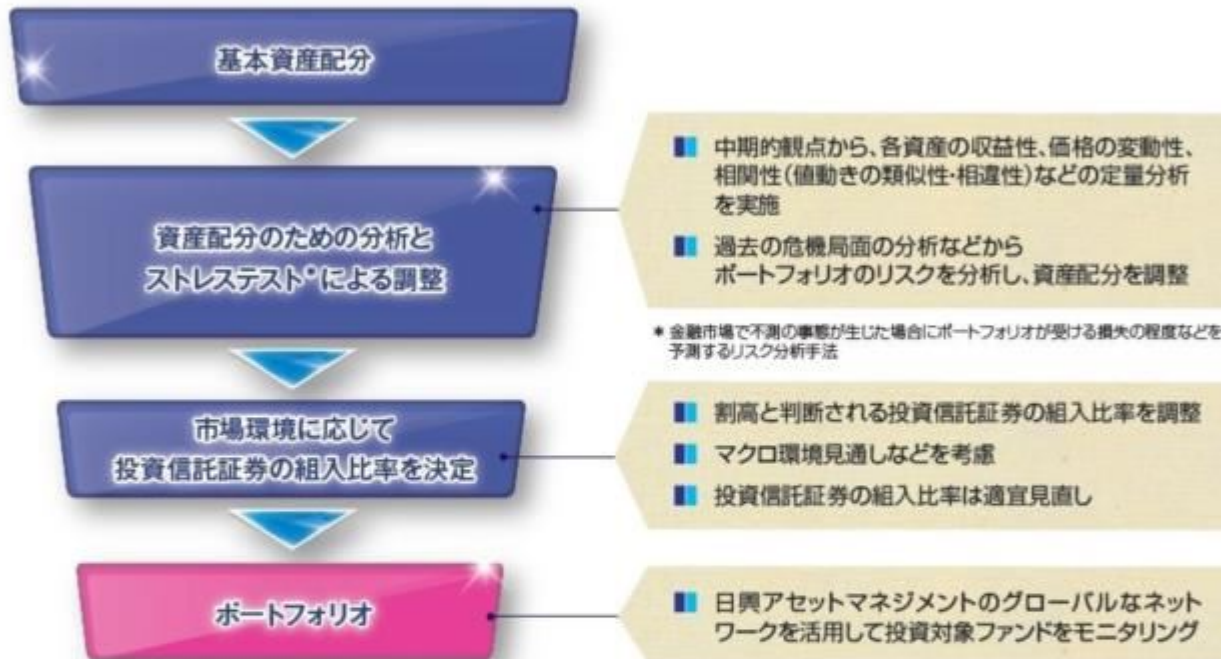 基本資産配分
資産配分のための分析と
ストレステスト*による調整
■ 中期的観点から、各資産の収益性、価格の変動性、
相関性(値動きの類似性・相違性)などの定量分析
を実施
■ 過去の危機局面の分析などから
ポートフォリオのリスクを分析し、資産配分を調整
* 金融市場で不測の事態が生じた場合にポートフォリオが受ける損失の程度などを
予測するリスク分析手法
市場環境に応じて
投資信託証券の組入比率を決定
■ 割高と判断される投資信託証券の組入比率を調整
■ マクロ環境見通しなどを考慮
■ 投資信託証券の組入比率は適宜見直し
ポートフォリオ
■ 日興アセットマネジメントのグローバルなネット
ワークを活用して投資対象ファンドをモニタリング